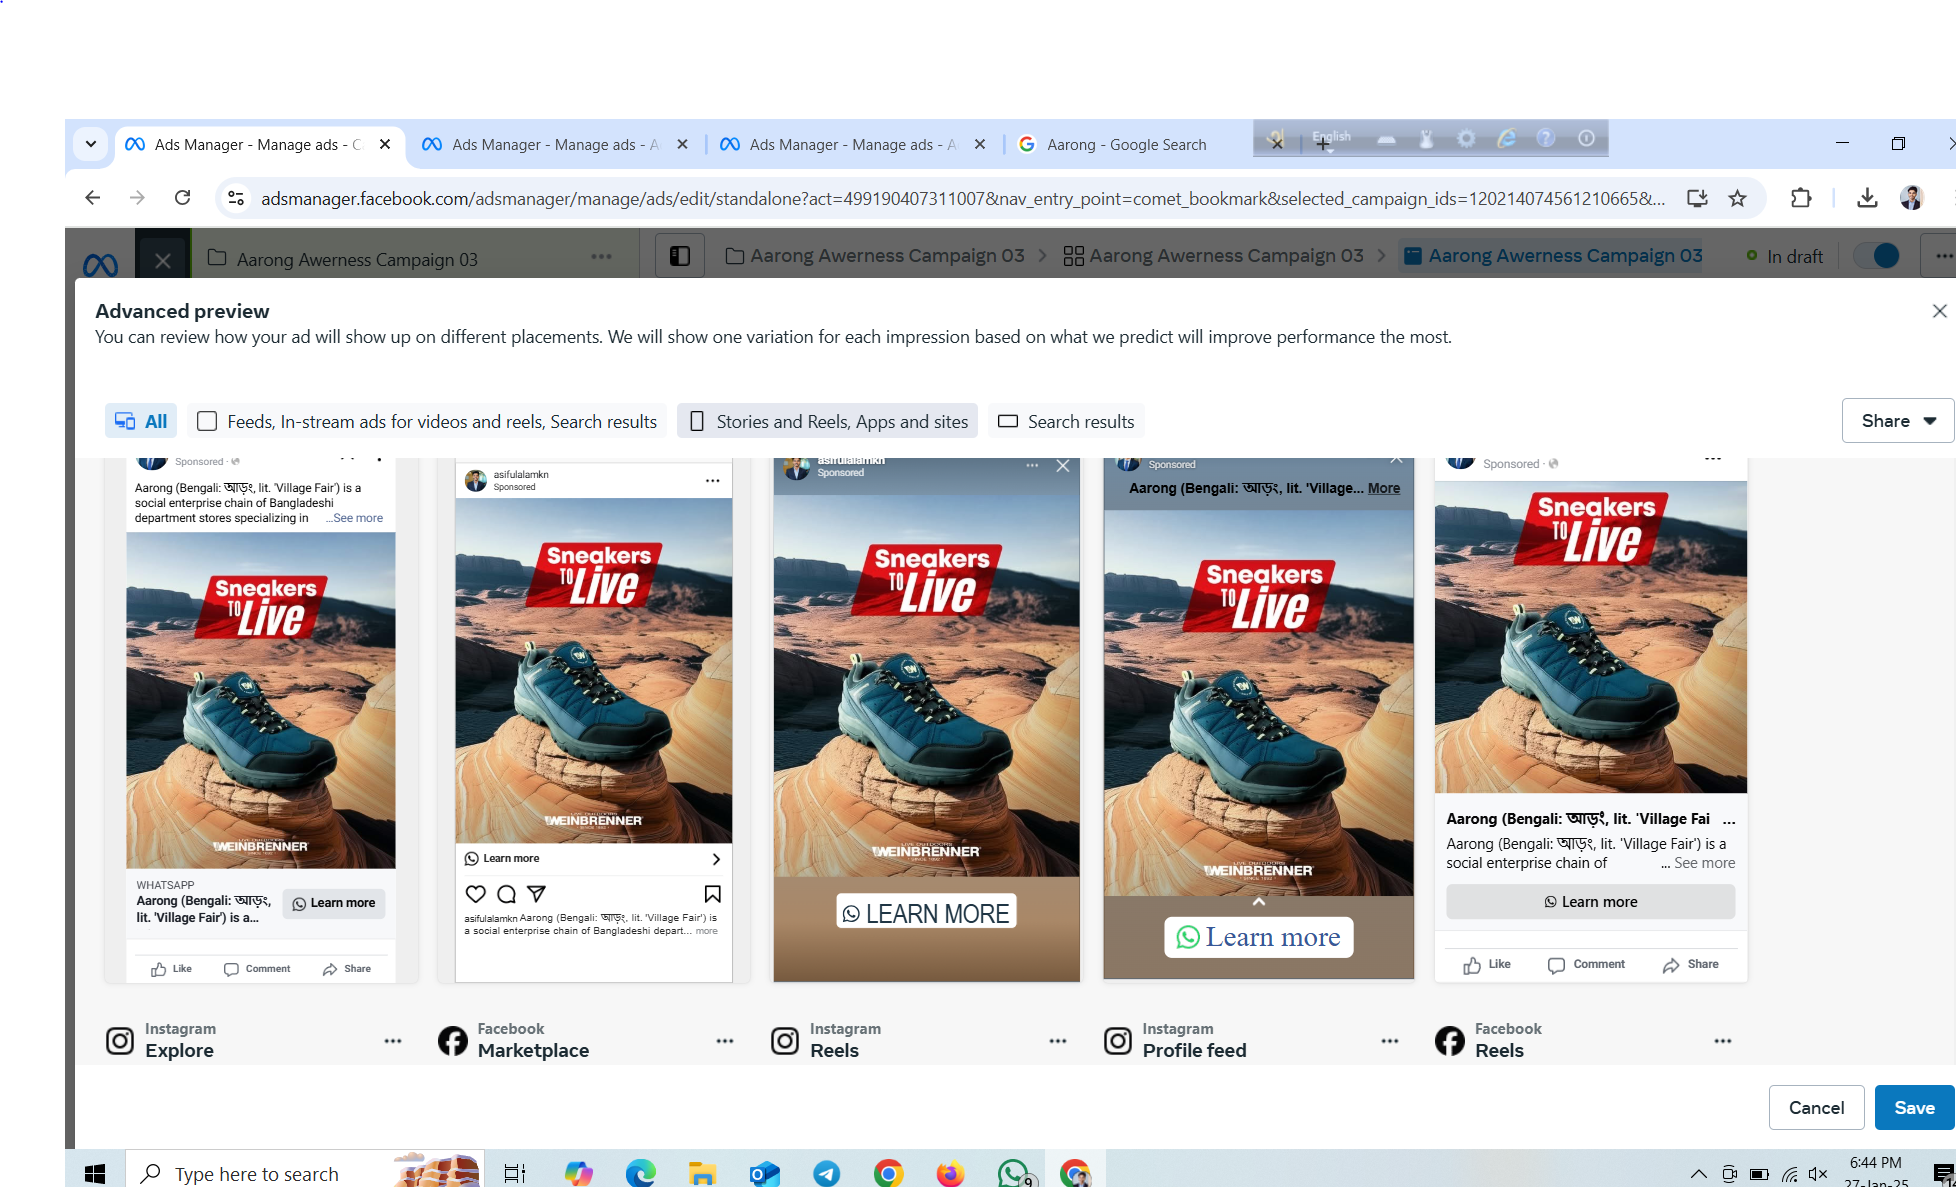 Ads Manager - Manage ads - C
Ads Manager - Manage ads - A
Ads Manager - Manage ads - A
Aarong - Google Search
English
adsmanager.facebook.com/adsmanager/manage/ads/edit/standalone?act=499190407311007&nav_entry_point=comet_bookmark&selected_campaign_ids=120214074561210665&...
Aarong Awerness Campaign 03
Aarong Awerness Campaign 03
Aarong Awerness Campaign 03
Aarong Awerness Campaign 03
In draft
Advanced preview
You can review how your ad will show up on different placements. We will show one variation for each impression based on what we predict will improve performance the most.
All
Feeds, In-stream ads for videos and reels, Search results
Stories and Reels, Apps and sites
Search results
Share
Sponsored ·
Aarong (Bengali: আড়ং, lit. 'Village Fair') is a
social enterprise chain of Bangladeshi
department stores specializing in ...See more
Sneakers
TO Live
WEINBRENNER
WHATSAPP
Aarong (Bengali: আড়ং,
lit. 'Village Fair') is a...
Learn more
Like
Comment
Share
asifulalamkn
Sponsored
Sneakers
TO Live
WEINBRENNER
Learn more
asifulalamkn Aarong (Bengali: আড়ং, lit. 'Village Fair') is
a social enterprise chain of Bangladeshi depart... more
asifulalamkn
Sponsored
Sneakers
TO Live
LIVE OUTDOORS
WEINBRENNER
SINCE 1892
LEARN MORE
Sponsored
Aarong (Bengali: আড়ং, lit. 'Village... More
Sneakers
TO Live
LIVE OUTDOORS
WEINBRENNER
SINCE 1892
Learn more
Sponsored ·
Sneakers
TO Live
Aarong (Bengali: আড়ং, lit. 'Village Fai ...
Aarong (Bengali: আড়ং, lit. 'Village Fair') is a
social enterprise chain of ... See more
Learn more
Like
Comment
Share
Instagram
Explore
Facebook
Marketplace
Instagram
Reels
Instagram
Profile feed
Facebook
Reels
Cancel
Save
Type here to search
9
6:44 PM
27-Jan-25